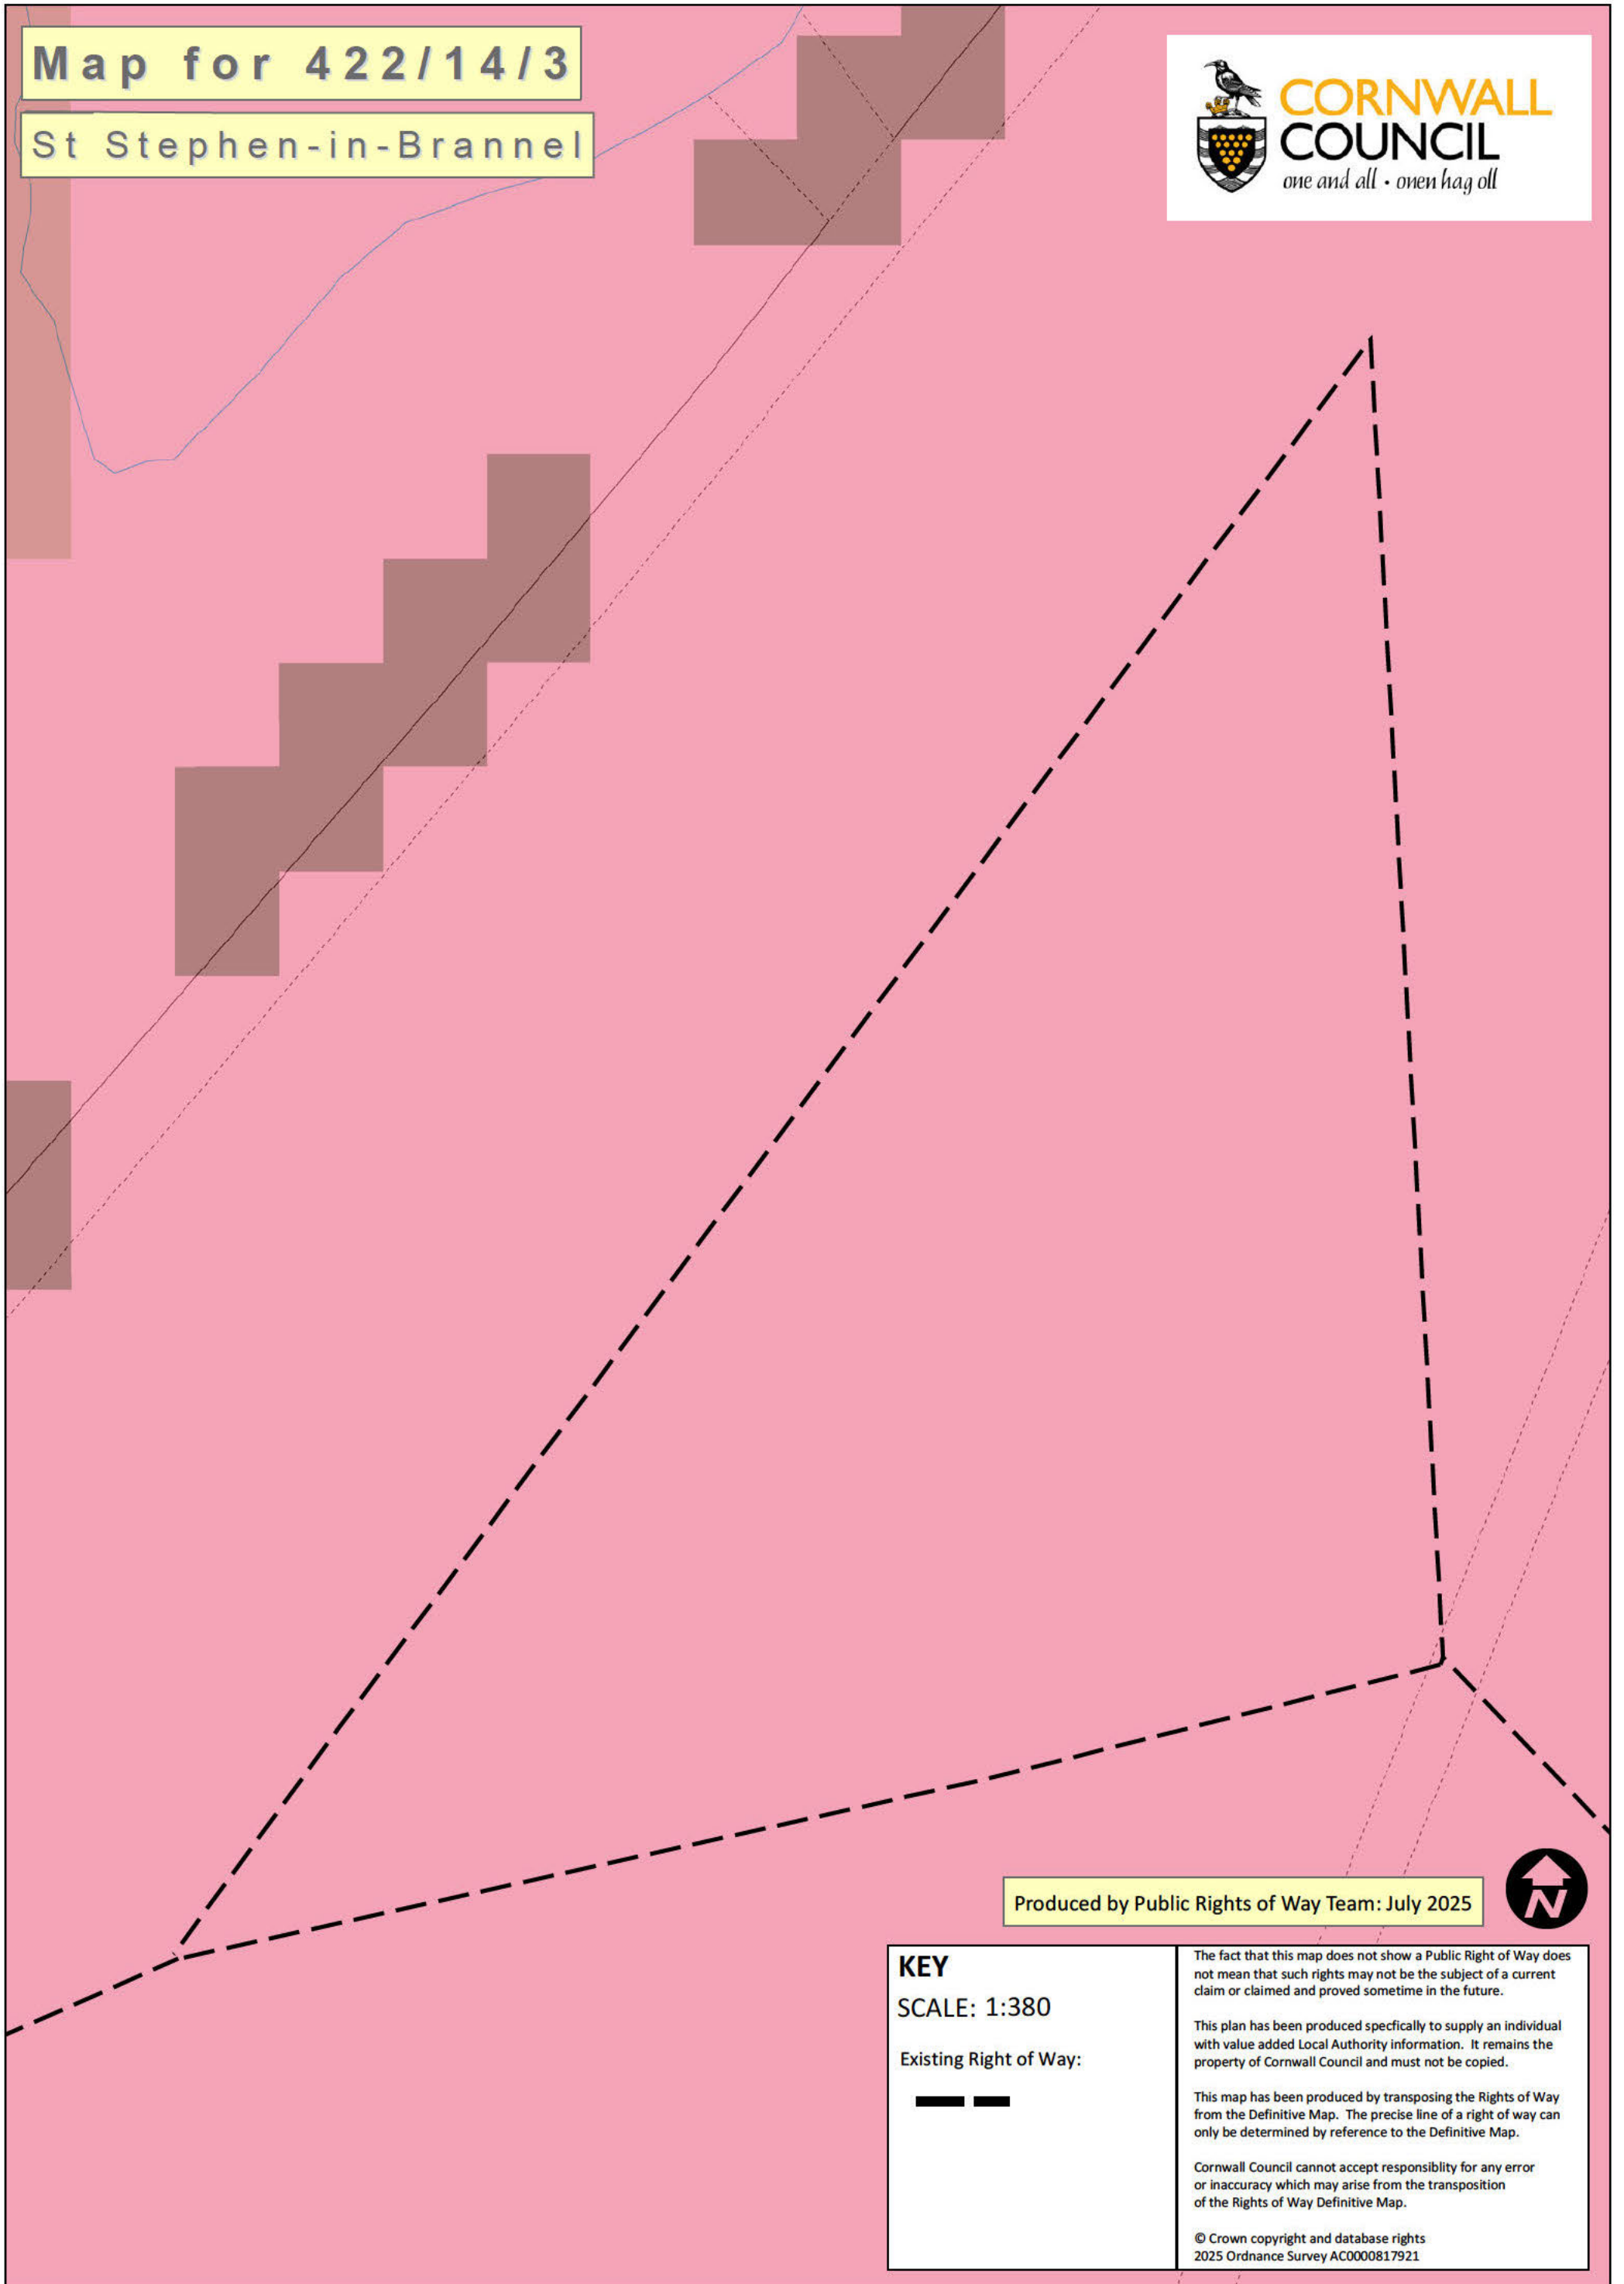 Map for 422/14/3
St Stephen-in-Brannel
CORNWALL
COUNCIL
one and all • onen hag oll
Produced by Public Rights of Way Team: July 2025
N
KEY
SCALE: 1:380
Existing Right of Way:
The fact that this map does not show a Public Right of Way does
not mean that such rights may not be the subject of a current
claim or claimed and proved sometime in the future.
This plan has been produced specfically to supply an individual
with value added Local Authority information. It remains the
property of Cornwall Council and must not be copied.
This map has been produced by transposing the Rights of Way
from the Definitive Map. The precise line of a right of way can
only be determined by reference to the Definitive Map.
Cornwall Council cannot accept responsiblity for any error
or inaccuracy which may arise from the transposition
of the Rights of Way Definitive Map.
© Crown copyright and database rights
2025 Ordnance Survey AC0000817921